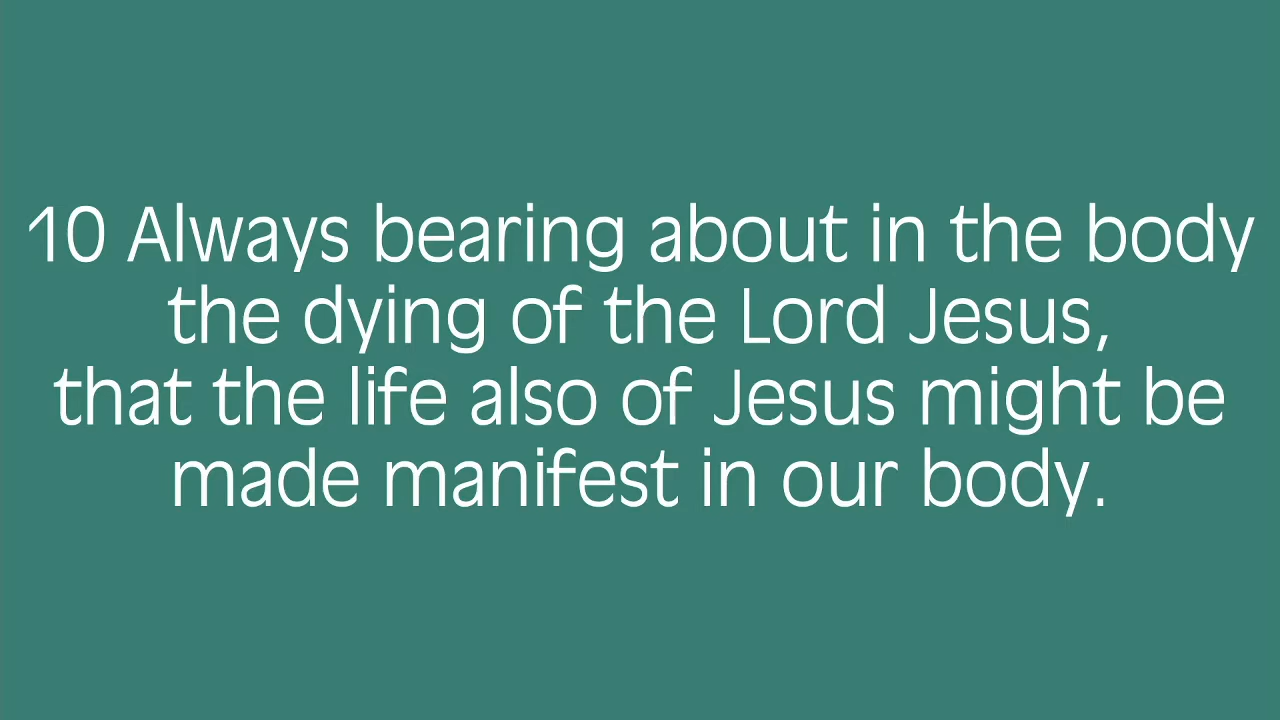 10 Always bearing about in the body
the dying of the Lord Jesus,
that the life also of Jesus might be
made manifest in our body.